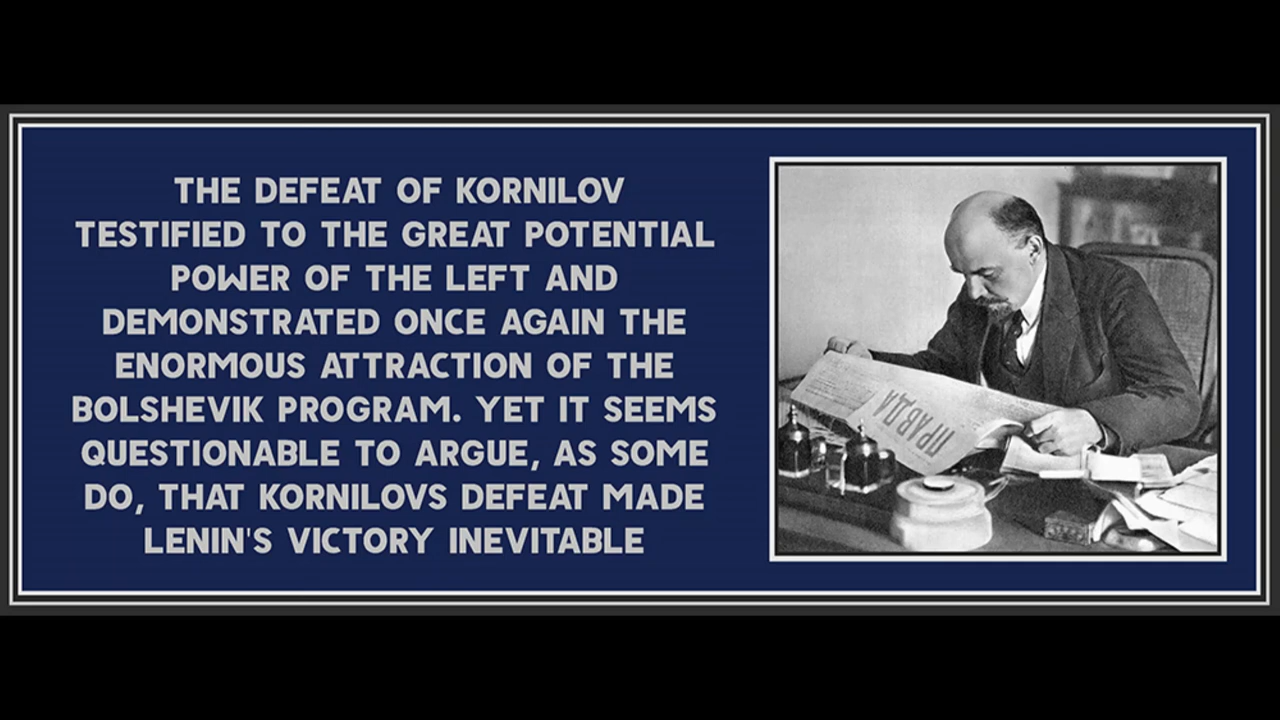 THE DEFEAT OF KORNILOV
TESTIFIED TO THE GREAT POTENTIAL
POWER OF THE LEFT AND
DEMONSTRATED ONCE AGAIN THE
ENORMOUS ATTRACTION OF THE
BOLSHEVIK PROGRAM. YET IT SEEMS
QUESTIONABLE TO ARGUE, AS SOME
DO, THAT KORNILOVS DEFEAT MADE
LENIN'S VICTORY INEVITABLE
ПРАВДА